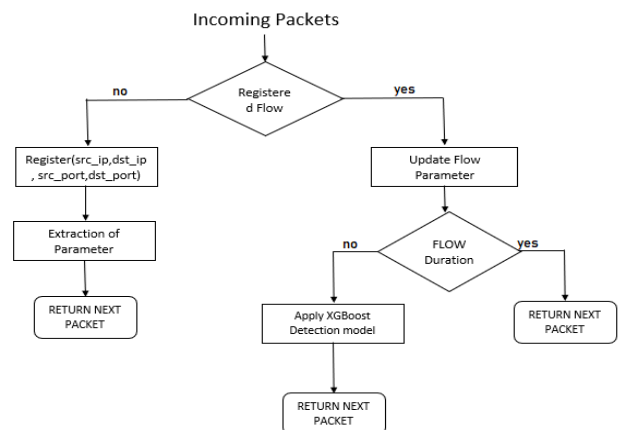 Incoming Packets
Registere
d Flow
no
yes
Register(src_ip,dst_ip
, src_port,dst_port)
Update Flow
Parameter
Extraction of
Parameter
FLOW
Duration
no
yes
RETURN NEXT
PACKET
Apply XGBoost
Detection model
RETURN NEXT
PACKET
RETURN NEXT
PACKET